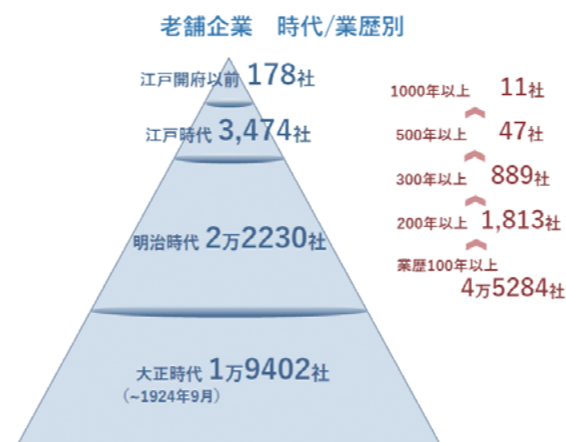 老舗企業　時代/業歴別
江戸開府以前 178社
江戸時代 3,474社
明治時代 2万2230社
大正時代 1万9402社
（~1924年9月）
1000年以上 11社
500年以上 47社
300年以上 889社
200年以上 1,813社
業歴100年以上
4万5284社